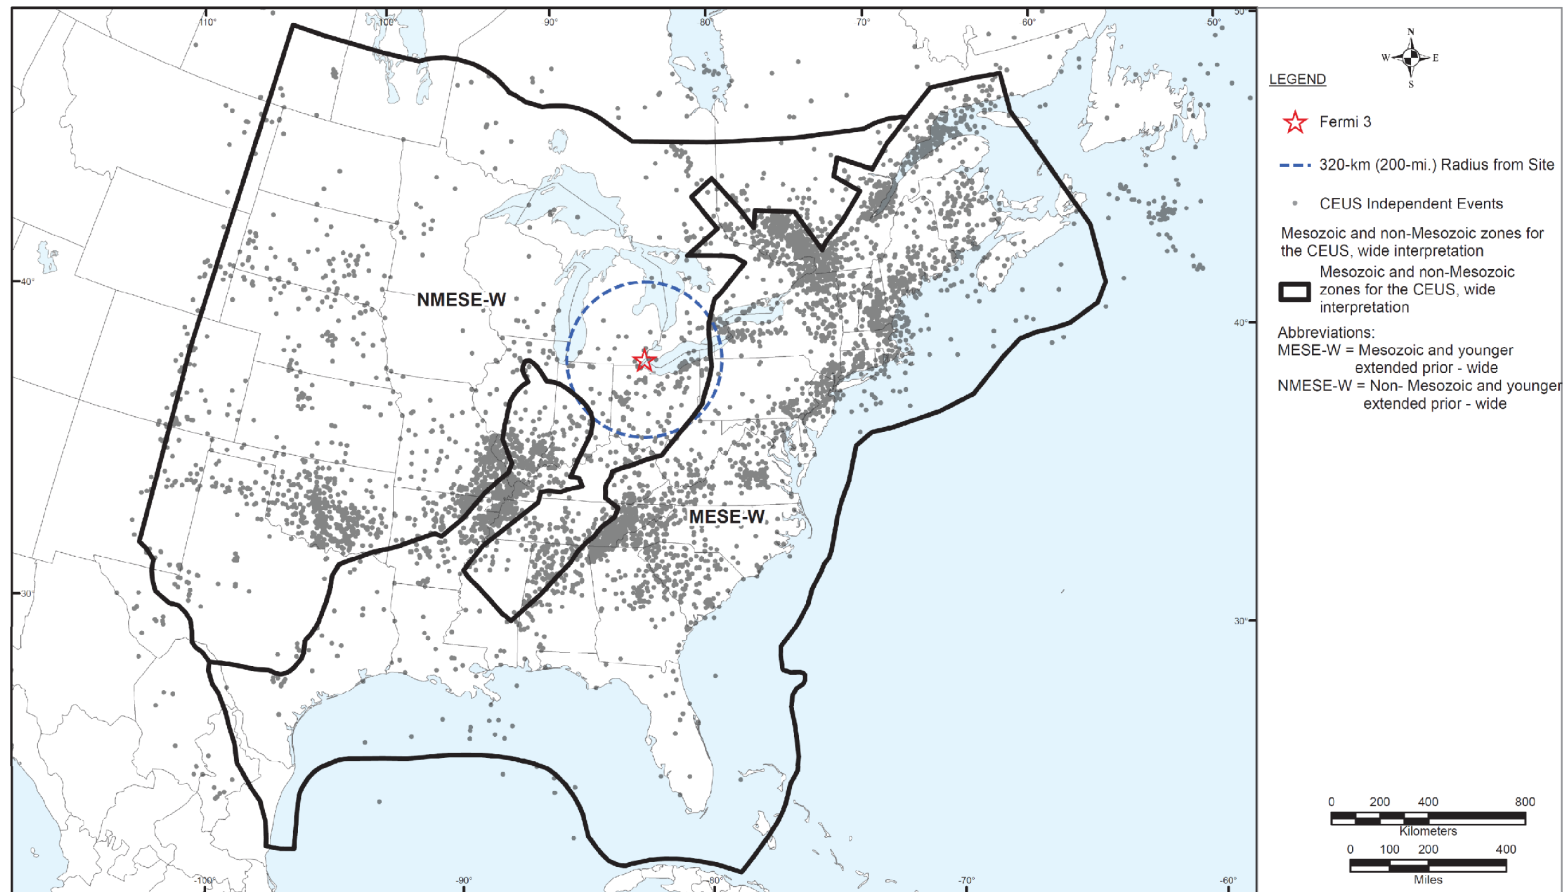 110°
100°
90°
80°
70°
60°
50°
50°
40°
40°
30°
30°
-100°
-90°
-80°
-70°
-60°
NMESE-W
MESE-W
N
W
E
S
LEGEND
Fermi 3
320-km (200-mi.) Radius from Site
CEUS Independent Events
Mesozoic and non-Mesozoic zones for
the CEUS, wide interpretation
Mesozoic and non-Mesozoic
zones for the CEUS, wide
interpretation
Abbreviations:
MESE-W = Mesozoic and younger
extended prior - wide
NMESE-W = Non- Mesozoic and younger
extended prior - wide
0 200 400 800
Kilometers
0 100 200 400
Miles